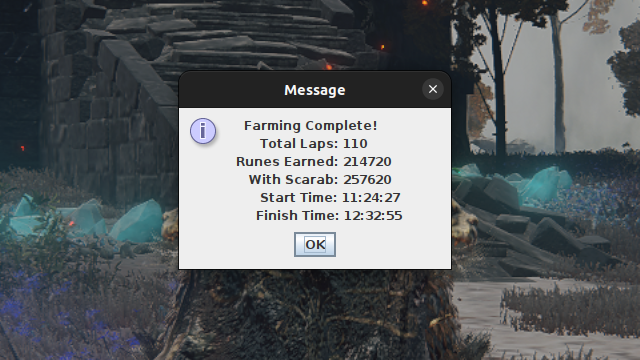 Message
Farming Complete!
Total Laps: 110
Runes Earned: 214720
With Scarab: 257620
Start Time: 11:24:27
Finish Time: 12:32:55
OK